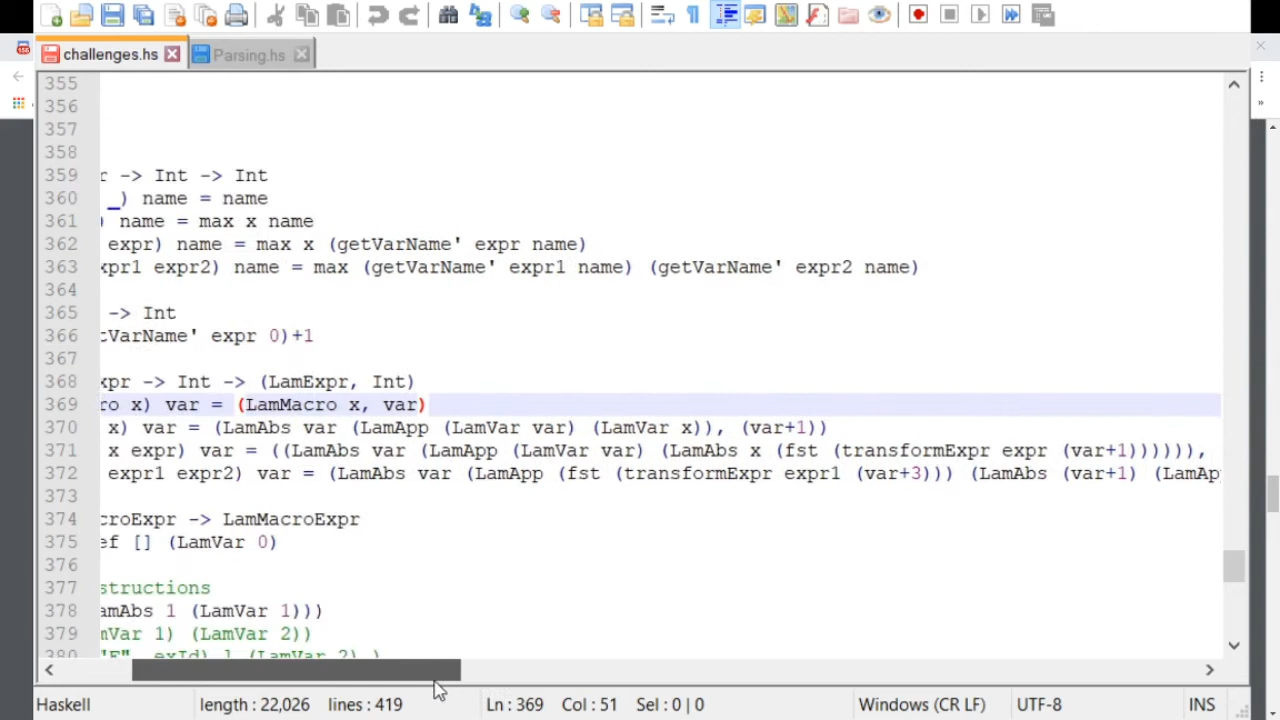 challenges.hs
Parsing.hs
355
356
357
358
359 r -> Int -> Int
360 _) name = name
361 ) name = max x name
362 expr) name = max x (getVarName' expr name)
363 xpr1 expr2) name = max (getVarName' expr1 name) (getVarName' expr2 name)
364
365 -> Int
366 tVarName' expr 0)+1
367
368 xpr -> Int -> (LamExpr, Int)
369 ro x) var = (LamMacro x, var)
370 x) var = (LamAbs var (LamApp (LamVar var) (LamVar x)), (var+1))
371 x expr) var = ((LamAbs var (LamApp (LamVar var) (LamAbs x (fst (transformExpr expr (var+1)))))),
372 expr1 expr2) var = (LamAbs var (LamApp (fst (transformExpr expr1 (var+3))) (LamAbs (var+1) (LamAp
373
374 croExpr -> LamMacroExpr
375 ef [] (LamVar 0)
376
377 structions
378 amAbs 1 (LamVar 1)))
379 mVar 1) (LamVar 2))
380 "F", exId) ] (LamVar 2) )
Haskell length : 22,026 lines : 419 Ln : 369 Col : 51 Sel : 0 | 0 Windows (CR LF) UTF-8 INS